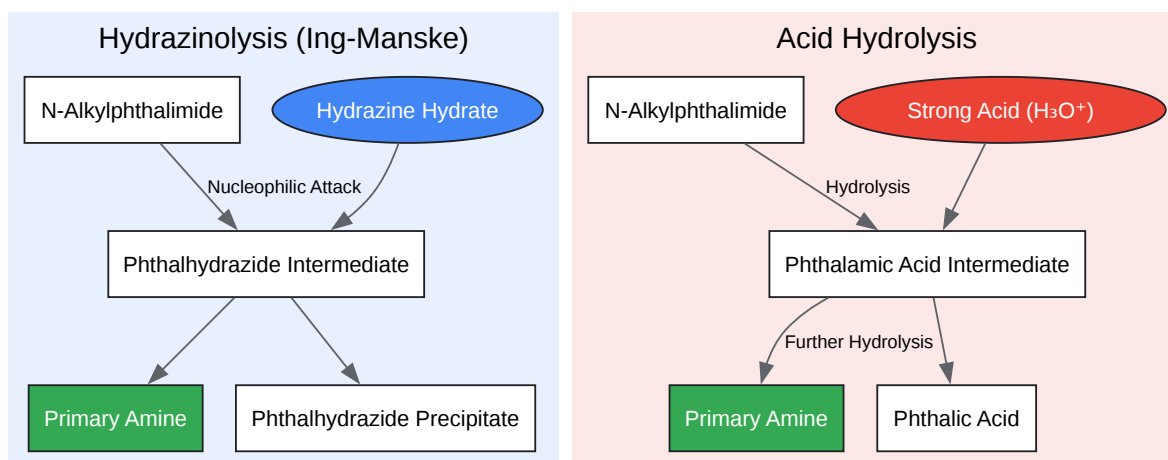 Hydrazinolysis (Ing-Manske)
N-Alkylphthalimide
Hydrazine Hydrate
Nucleophilic Attack
Phthalhydrazide Intermediate
Primary Amine
Phthalhydrazide Precipitate
Acid Hydrolysis
N-Alkylphthalimide
Strong Acid (H₃O⁺)
Hydrolysis
Phthalamic Acid Intermediate
Further Hydrolysis
Primary Amine
Phthalic Acid